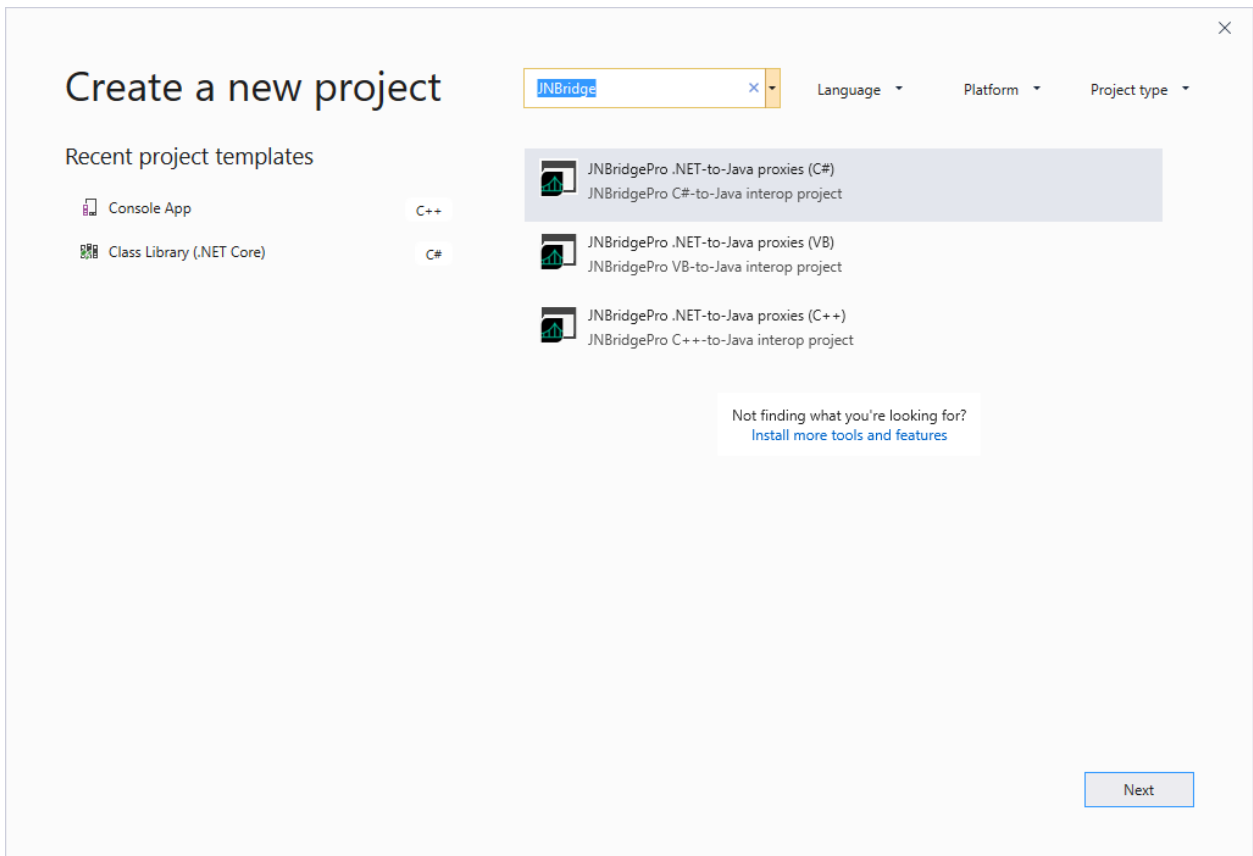 Create a new project
JNBridge
Language
Platform
Project type
Recent project templates
Console App
C++
Class Library (.NET Core)
C#
JNBridgePro .NET-to-Java proxies (C#)
JNBridgePro C#-to-Java interop project
JNBridgePro .NET-to-Java proxies (VB)
JNBridgePro VB-to-Java interop project
JNBridgePro .NET-to-Java proxies (C++)
JNBridgePro C++-to-Java interop project
Not finding what you're looking for?
Install more tools and features
Next